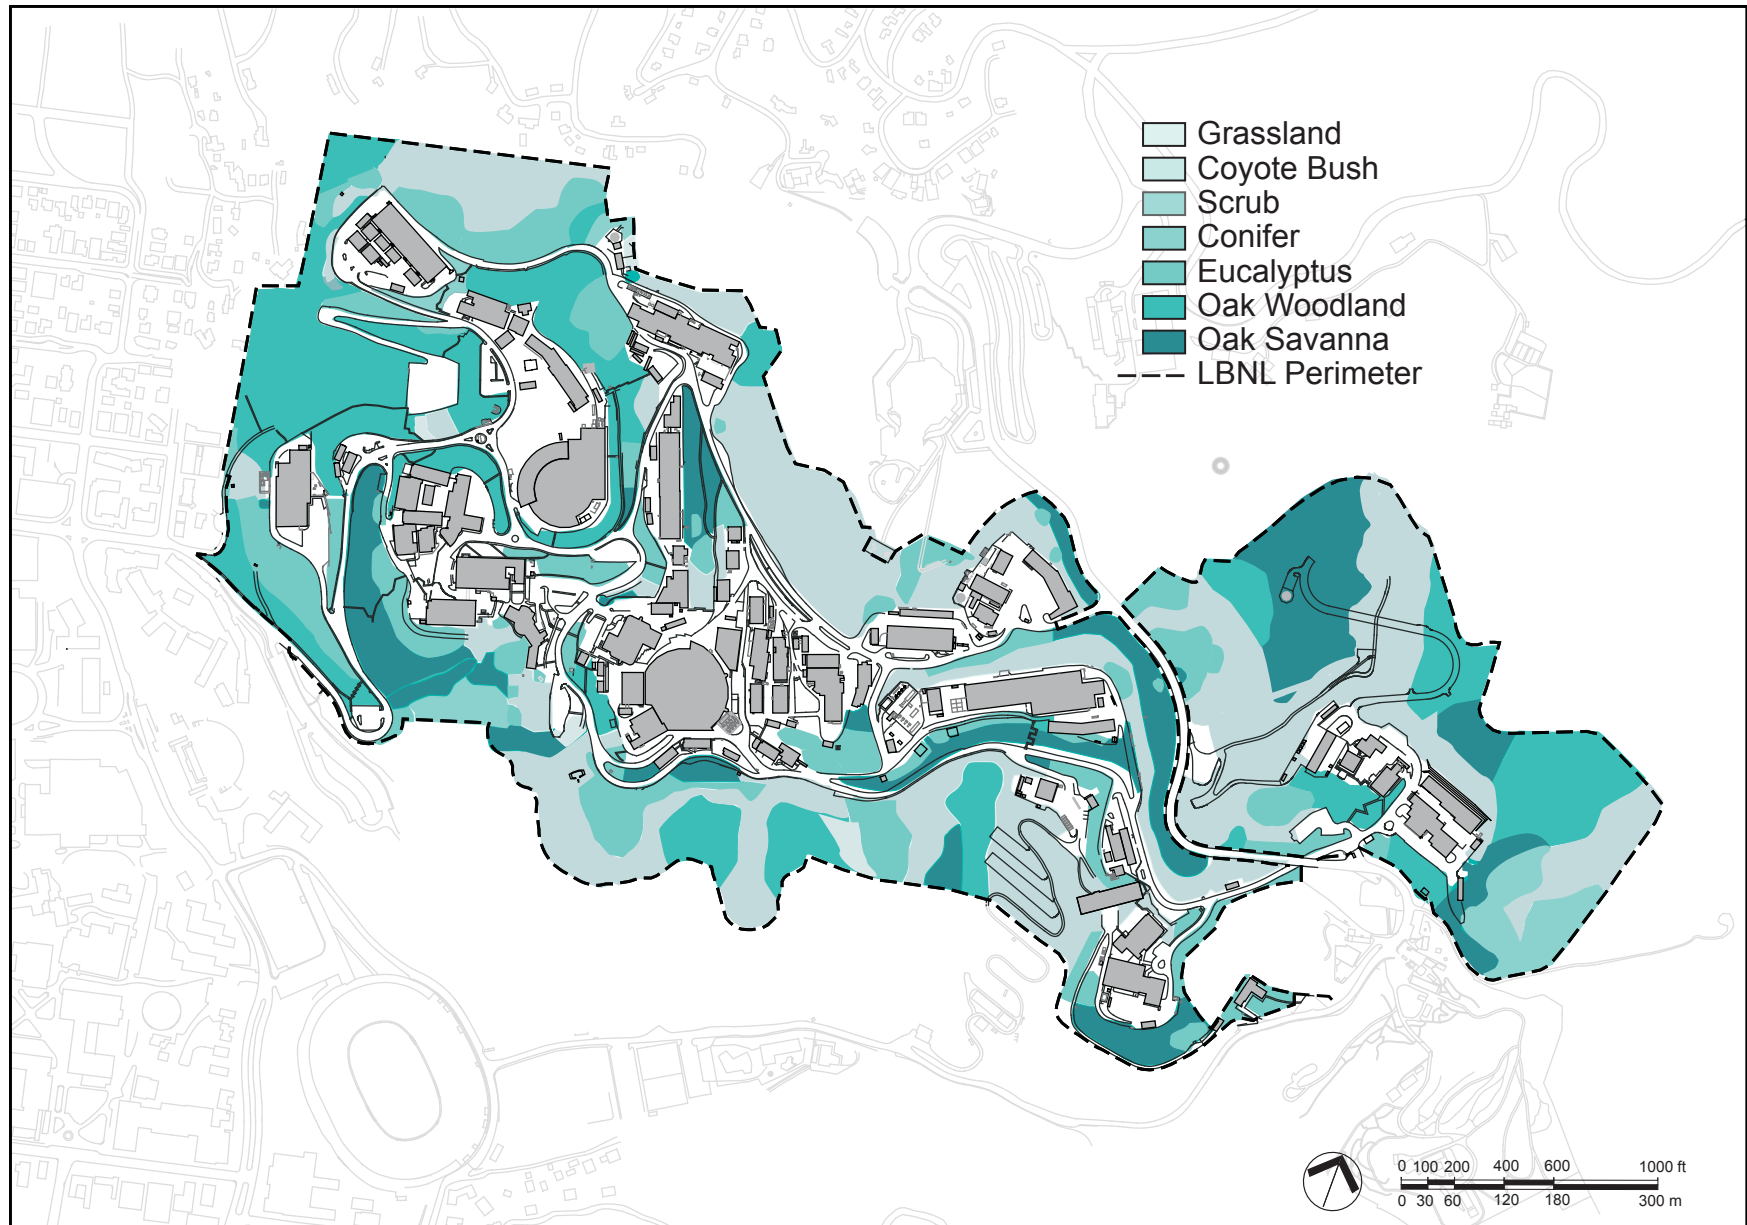 Grassland
Coyote Bush
Scrub
Conifer
Eucalyptus
Oak Woodland
Oak Savanna
LBNL Perimeter
0 100 200 400 600 1000 ft
0 30 60 120 180 300 m